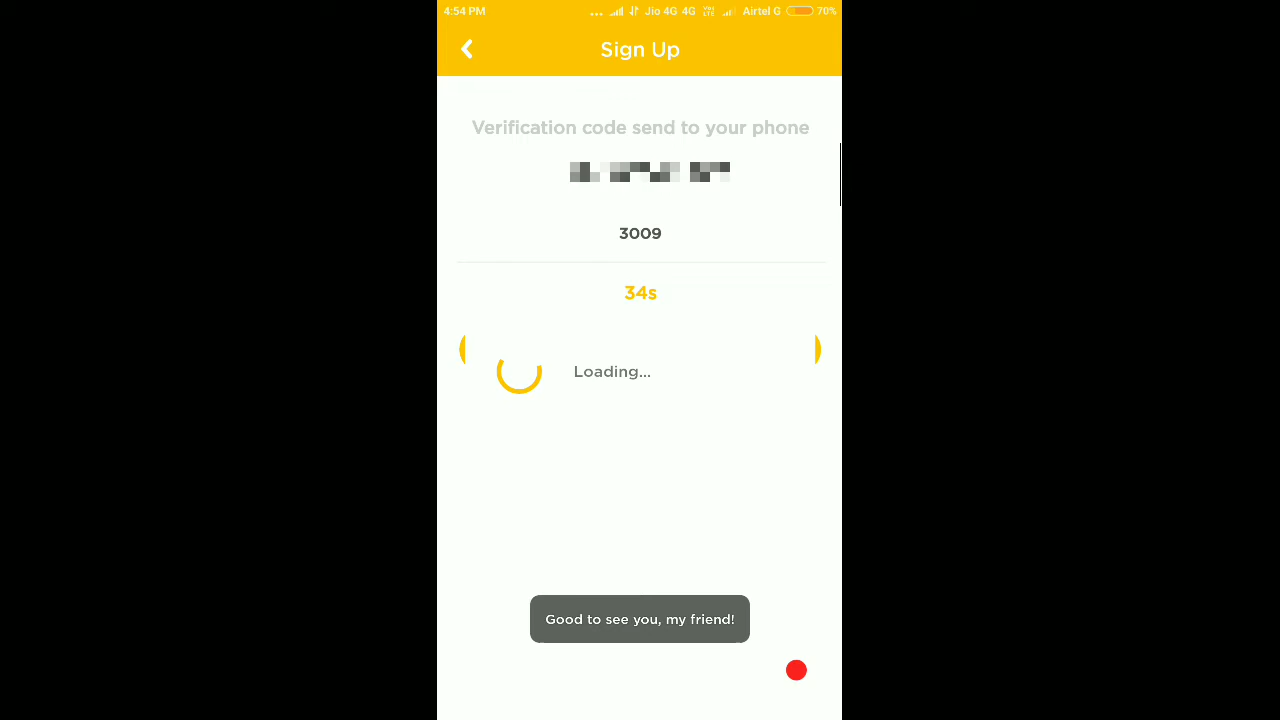 4:54 PM ... Jio 4G 4G VoLTE Airtel G 70%
Sign Up
Verification code send to your phone
3009
34s
Loading...
Good to see you, my friend!